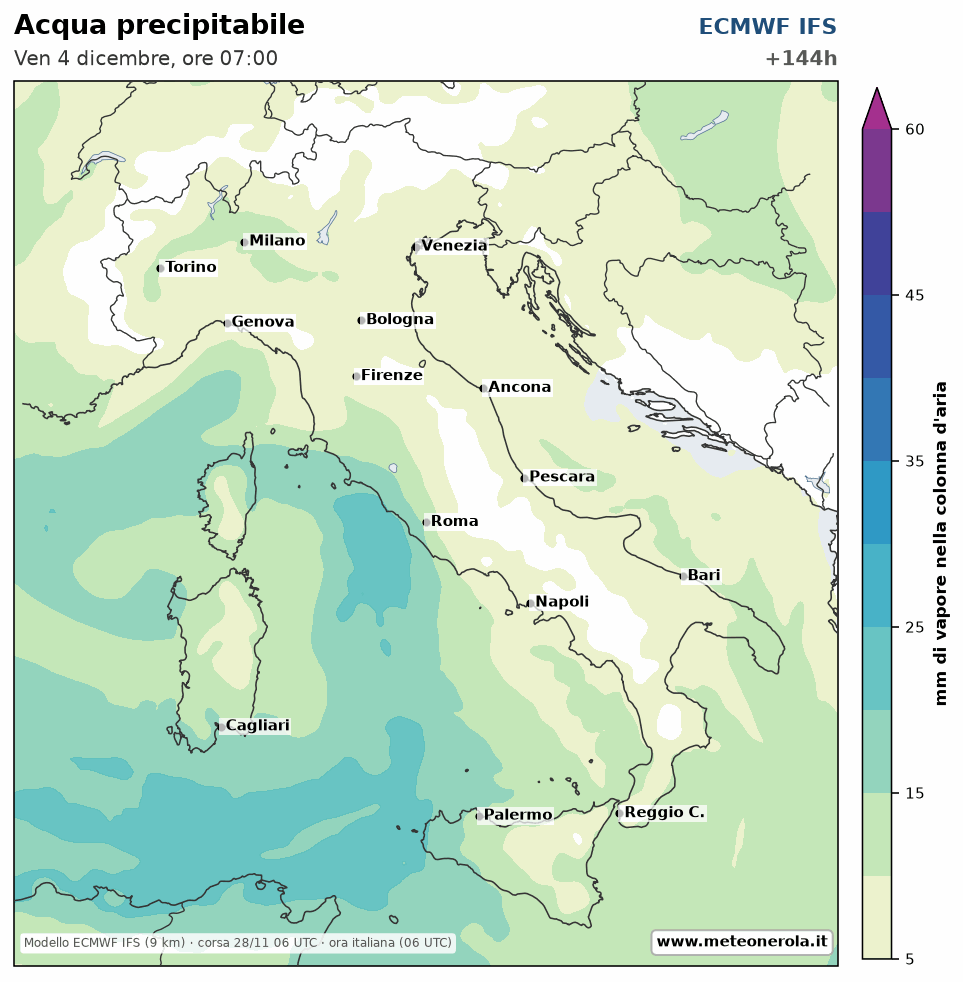 Acqua precipitabile
ECMWF IFS
Ven 4 dicembre, ore 07:00
+144h
60
45
35
25
15
5
mm di vapore nella colonna d'aria
Milano
Venezia
Torino
Genova
Bologna
Firenze
Ancona
Pescara
Roma
Bari
Napoli
Cagliari
Palermo
Reggio C.
Modello ECMWF IFS (9 km) · corsa 28/11 06 UTC · ora italiana (06 UTC)
www.meteonerola.it